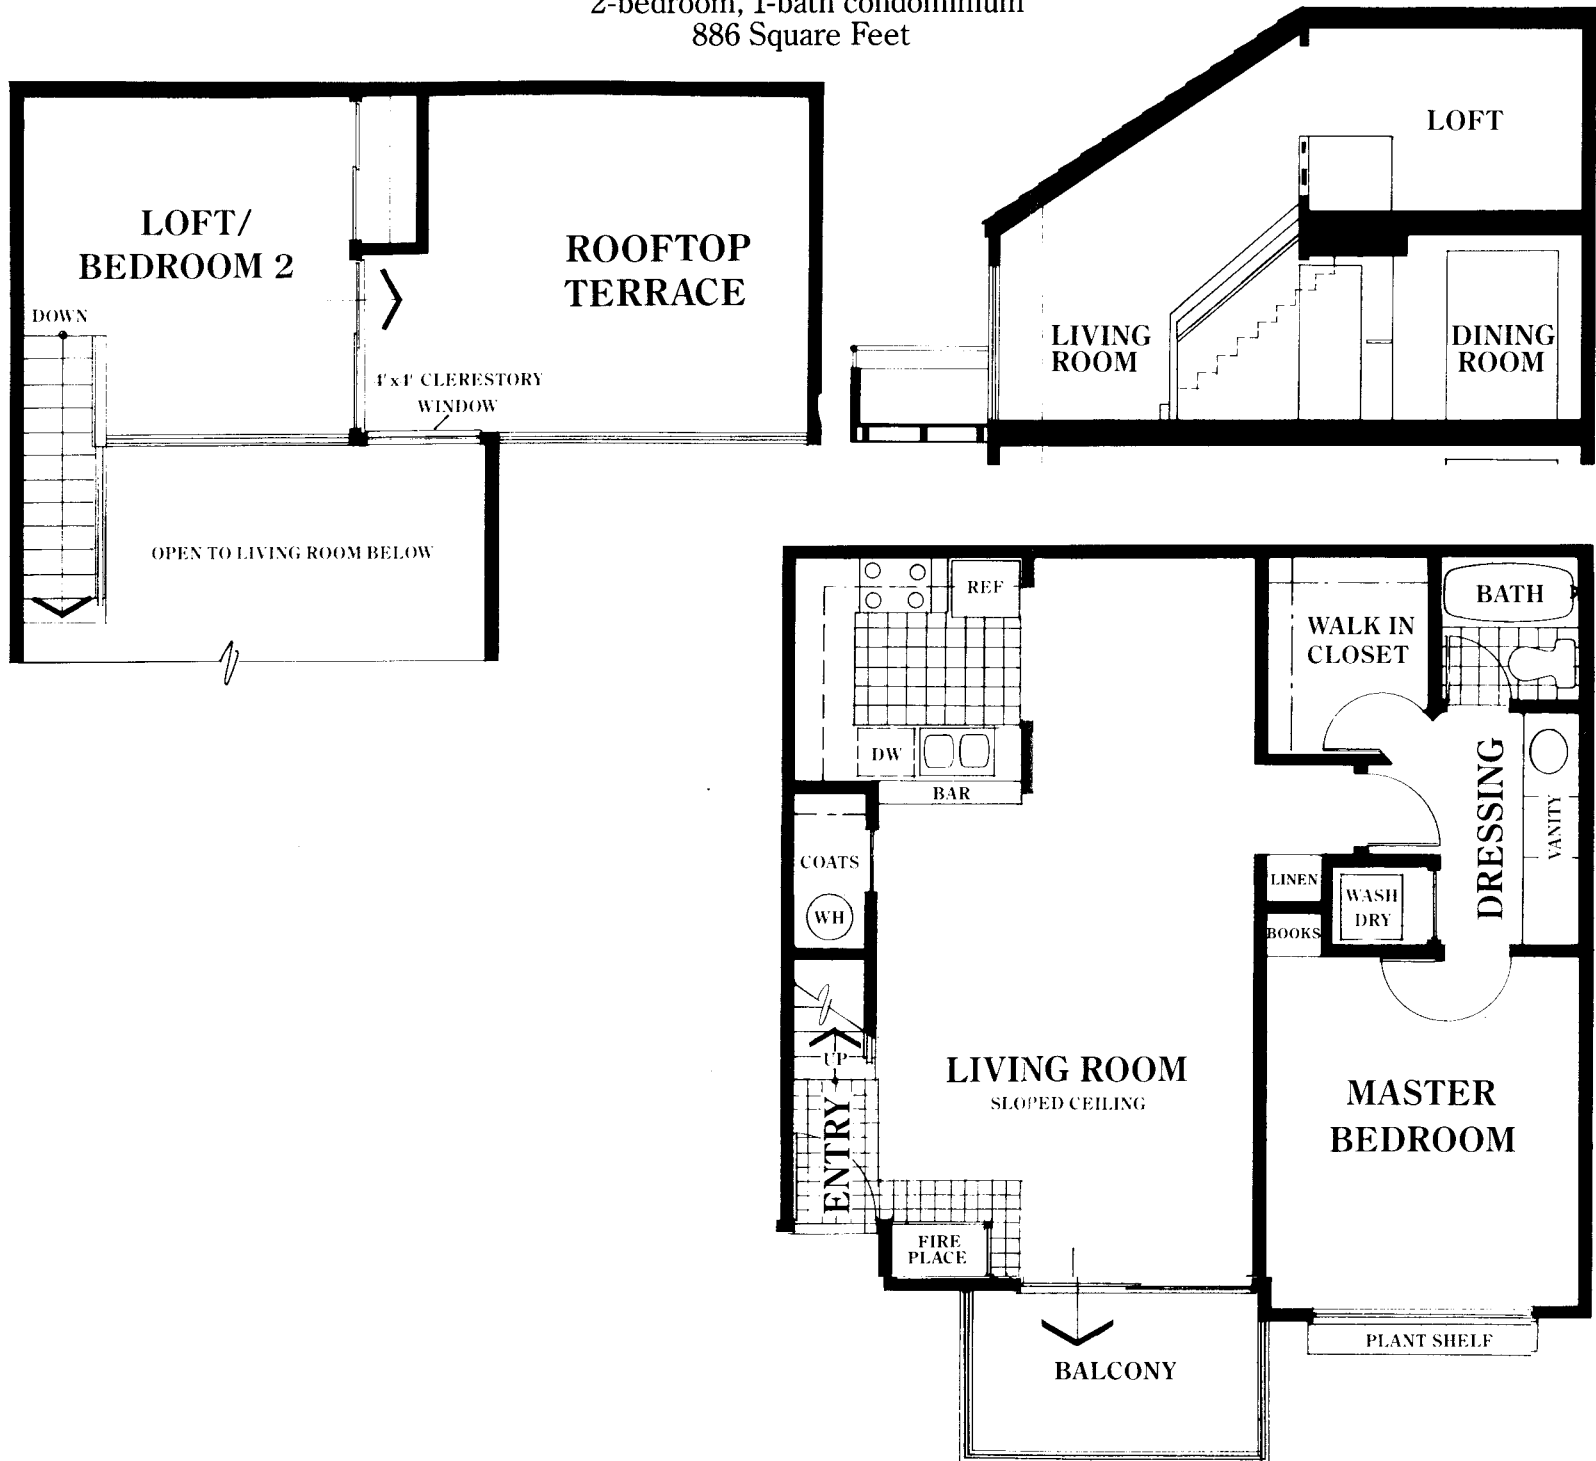 2-bedroom, 1-bath condominium
886 Square Feet
LOFT/
BEDROOM 2
DOWN
ROOFTOP
TERRACE
4'x4' CLERESTORY
WINDOW
OPEN TO LIVING ROOM BELOW
LOFT
LIVING
ROOM
DINING
ROOM
REF
DW
BAR
COATS
WH
UP
ENTRY
FIRE
PLACE
LIVING ROOM
SLOPED CEILING
BALCONY
WALK IN
CLOSET
BATH
DRESSING
VANITY
LINEN
WASH
DRY
BOOKS
MASTER
BEDROOM
PLANT SHELF